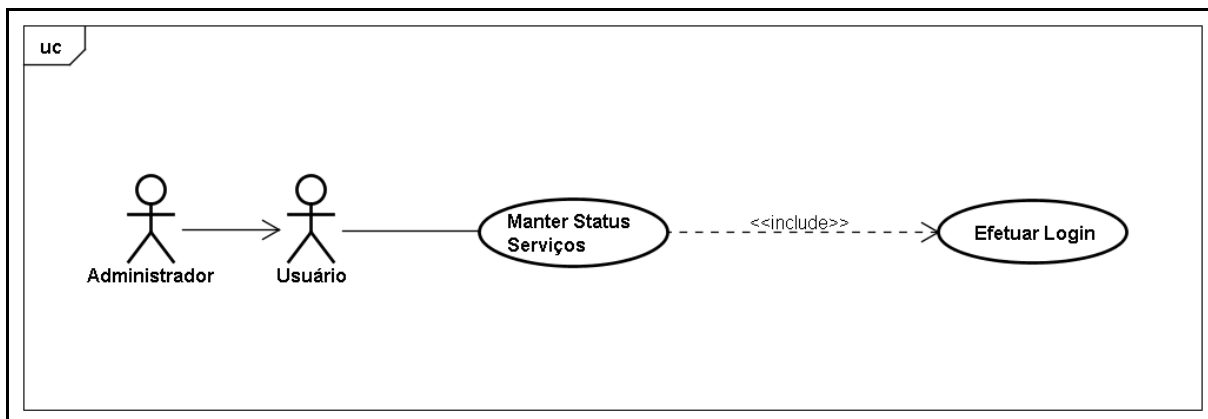 uc
Manter Status
Serviços
<<include>>
Efetuar Login
Administrador
Usuário